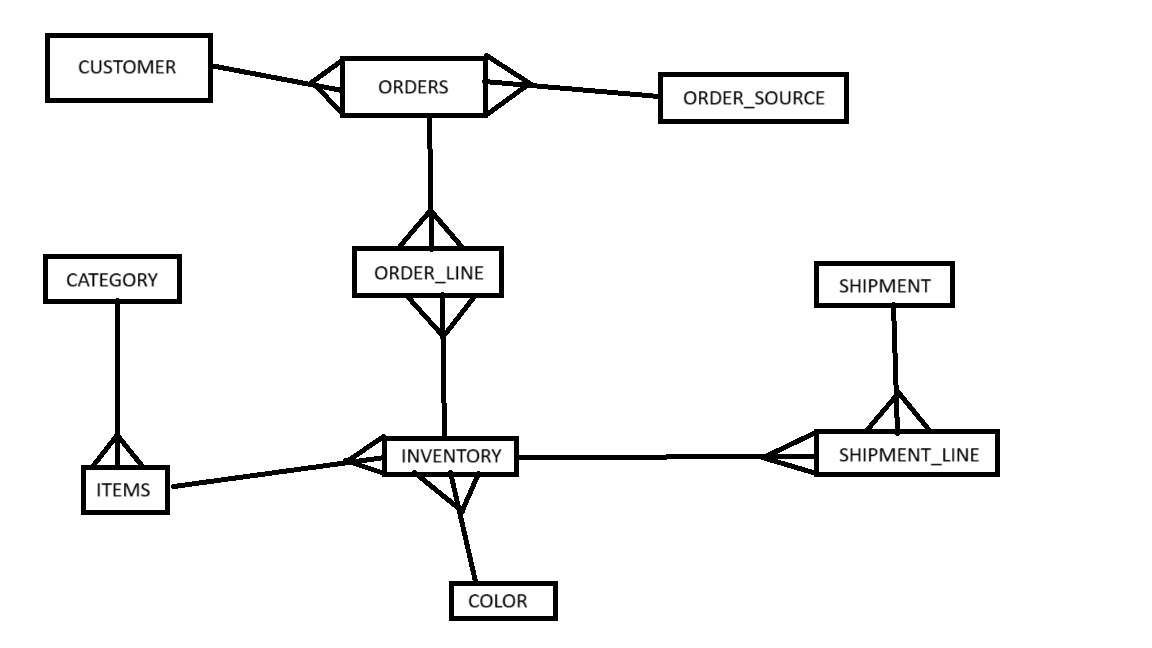 CUSTOMER
ORDERS
ORDER_SOURCE
CATEGORY
ORDER_LINE
SHIPMENT
ITEMS
INVENTORY
SHIPMENT_LINE
COLOR